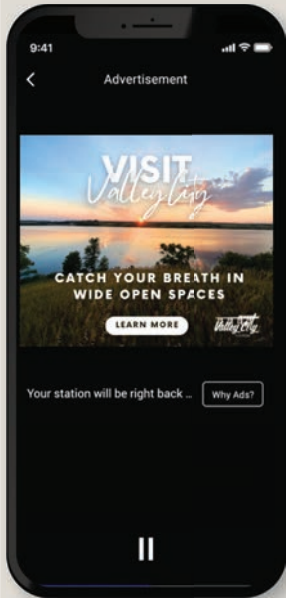 9:41
Advertisement
VISIT
Valley City
CATCH YOUR BREATH IN
WIDE OPEN SPACES
LEARN MORE
Visit
Valley City
Your station will be right back ...
Why Ads?